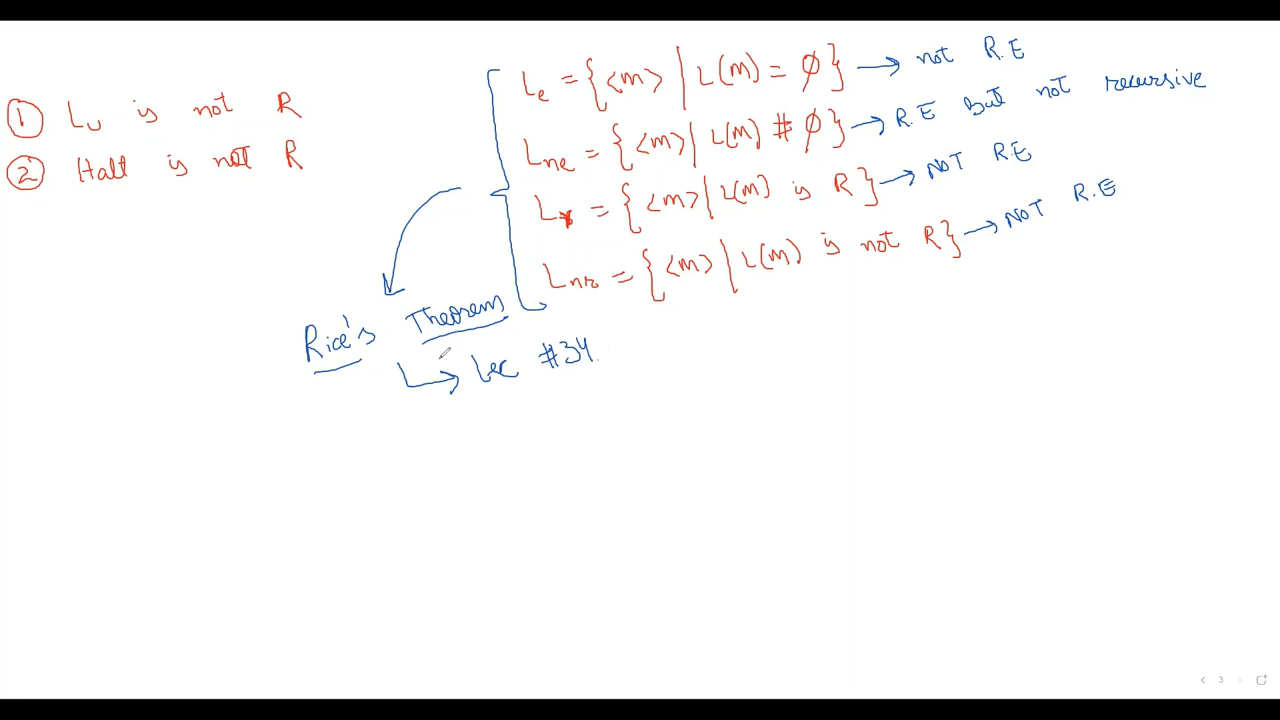 ① Lu is not R
② Halt is not R
Le = {<m> | L(m) = ∅} → not R.E
Lne = {<m> | L(m) # ∅} → R.E But not recursive
Lr = {<m> | L(m) is R} → NOT R.E
Lnr = {<m> | L(m) is not R} → NOT R.E
Rice's Theorem
↳ Lec #34.
3